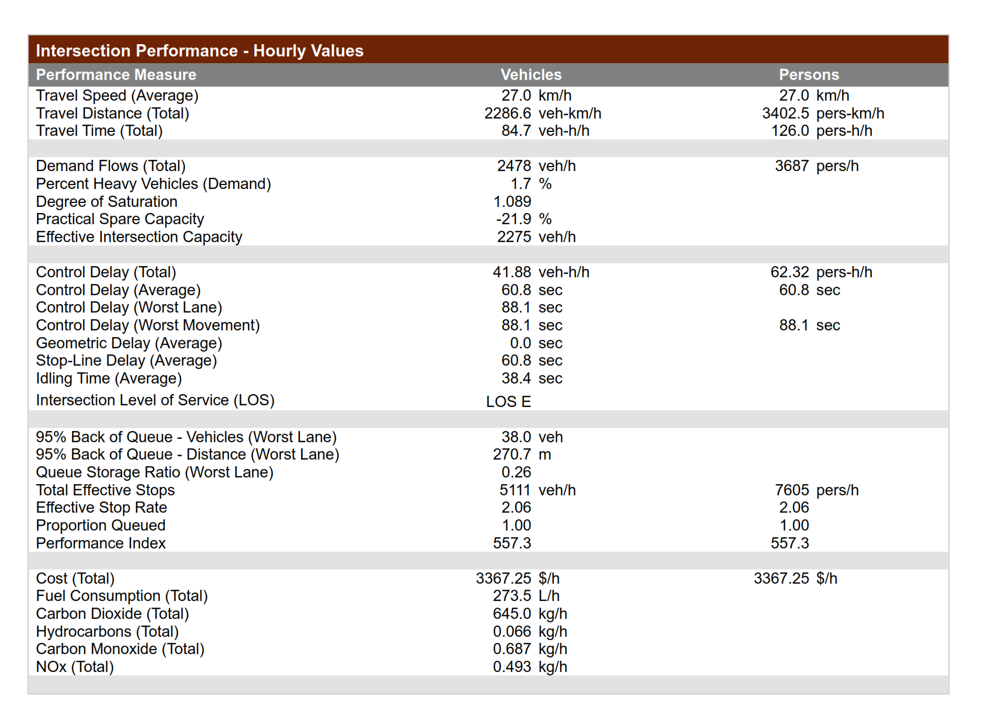 Intersection Performance - Hourly Values
Performance Measure Vehicles Persons
Travel Speed (Average) 27.0 km/h 27.0 km/h
Travel Distance (Total) 2286.6 veh-km/h 3402.5 pers-km/h
Travel Time (Total) 84.7 veh-h/h 126.0 pers-h/h
Demand Flows (Total) 2478 veh/h 3687 pers/h
Percent Heavy Vehicles (Demand) 1.7 %
Degree of Saturation 1.089
Practical Spare Capacity -21.9 %
Effective Intersection Capacity 2275 veh/h
Control Delay (Total) 41.88 veh-h/h 62.32 pers-h/h
Control Delay (Average) 60.8 sec 60.8 sec
Control Delay (Worst Lane) 88.1 sec
Control Delay (Worst Movement) 88.1 sec 88.1 sec
Geometric Delay (Average) 0.0 sec
Stop-Line Delay (Average) 60.8 sec
Idling Time (Average) 38.4 sec
Intersection Level of Service (LOS) LOS E
95% Back of Queue - Vehicles (Worst Lane) 38.0 veh
95% Back of Queue - Distance (Worst Lane) 270.7 m
Queue Storage Ratio (Worst Lane) 0.26
Total Effective Stops 5111 veh/h 7605 pers/h
Effective Stop Rate 2.06 2.06
Proportion Queued 1.00 1.00
Performance Index 557.3 557.3
Cost (Total) 3367.25 $/h 3367.25 $/h
Fuel Consumption (Total) 273.5 L/h
Carbon Dioxide (Total) 645.0 kg/h
Hydrocarbons (Total) 0.066 kg/h
Carbon Monoxide (Total) 0.687 kg/h
NOx (Total) 0.493 kg/h